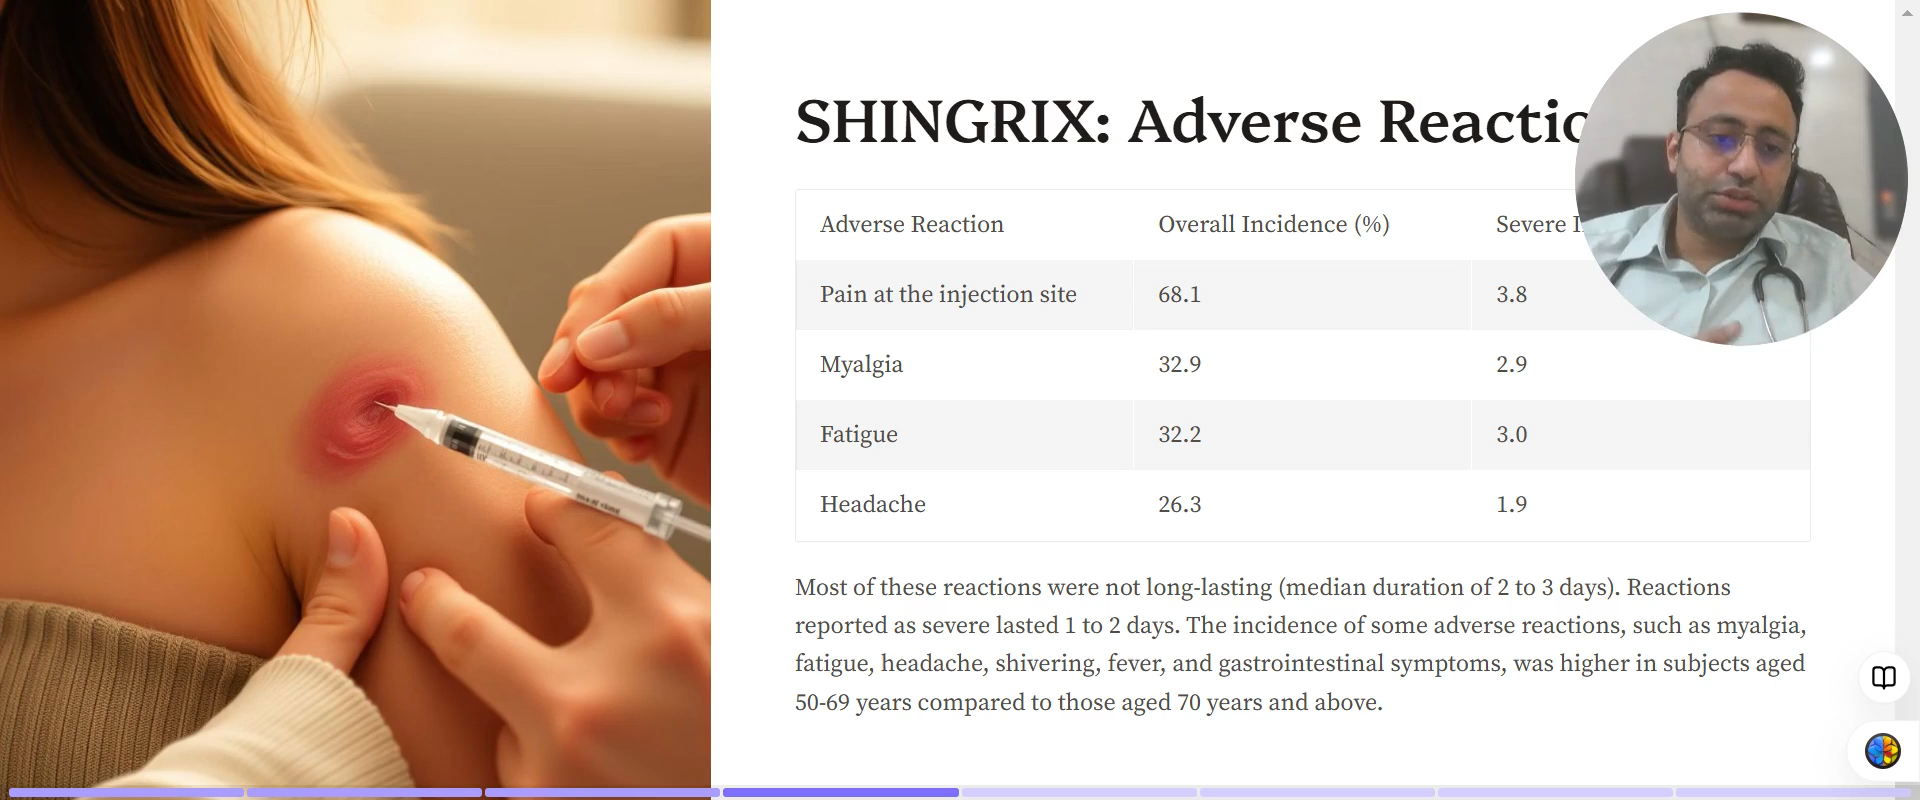 SHINGRIX: Adverse
Adverse Reaction Overall Incidence (%) Severe
Pain at the injection site 68.1 3.8
Myalgia 32.9 2.9
Fatigue 32.2 3.0
Headache 26.3 1.9
Most of these reactions were not long-lasting (median duration of 2 to 3 days). Reactions
reported as severe lasted 1 to 2 days. The incidence of some adverse reactions, such as myalgia,
fatigue, headache, shivering, fever, and gastrointestinal symptoms, was higher in subjects aged
50-69 years compared to those aged 70 years and above.